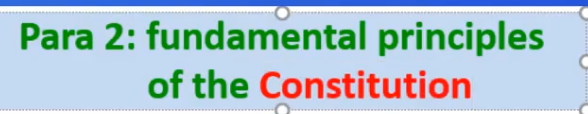 Para 2: fundamental principles
of the Constitution